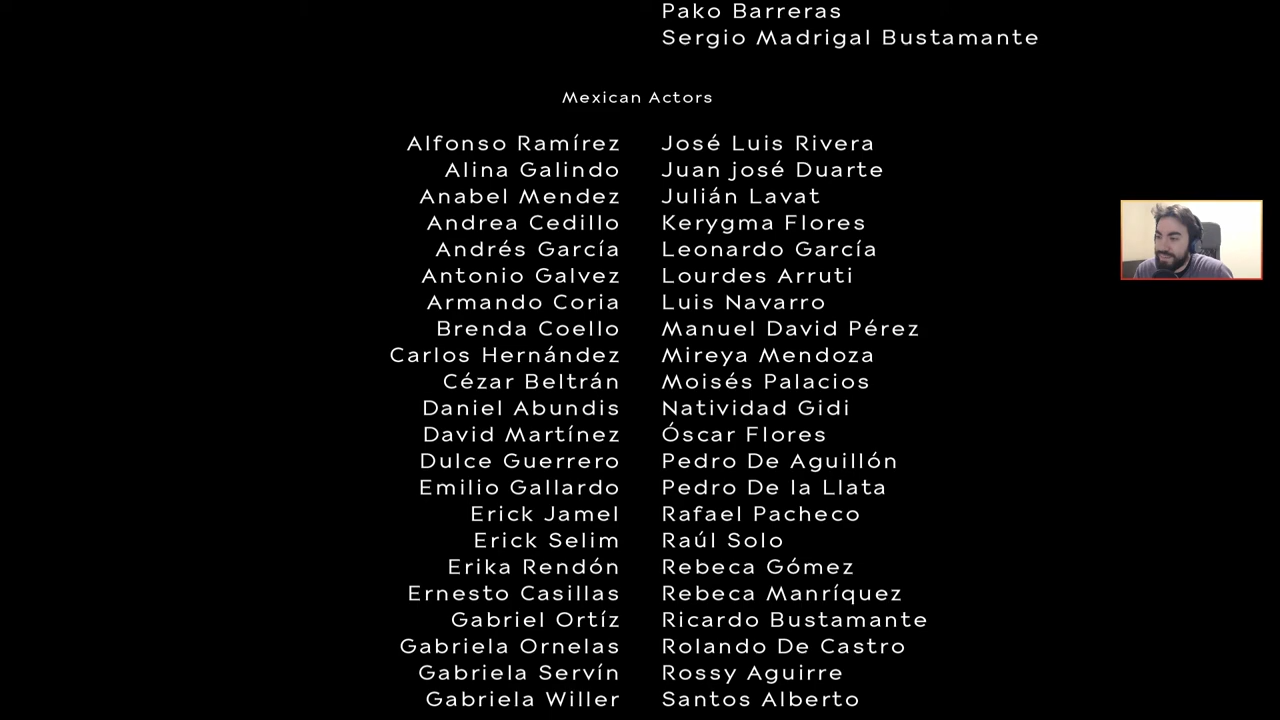 Pako Barreras
Sergio Madrigal Bustamante
Mexican Actors
Alfonso Ramírez José Luis Rivera
Alina Galindo Juan josé Duarte
Anabel Mendez Julián Lavat
Andrea Cedillo Kerygma Flores
Andrés García Leonardo García
Antonio Galvez Lourdes Arruti
Armando Coria Luis Navarro
Brenda Coello Manuel David Pérez
Carlos Hernández Mireya Mendoza
Cézar Beltrán Moisés Palacios
Daniel Abundis Natividad Gidi
David Martínez Óscar Flores
Dulce Guerrero Pedro De Aguillón
Emilio Gallardo Pedro De la Llata
Erick Jamel Rafael Pacheco
Erick Selim Raúl Solo
Erika Rendón Rebeca Gómez
Ernesto Casillas Rebeca Manríquez
Gabriel Ortíz Ricardo Bustamante
Gabriela Ornelas Rolando De Castro
Gabriela Servín Rossy Aguirre
Gabriela Willer Santos Alberto